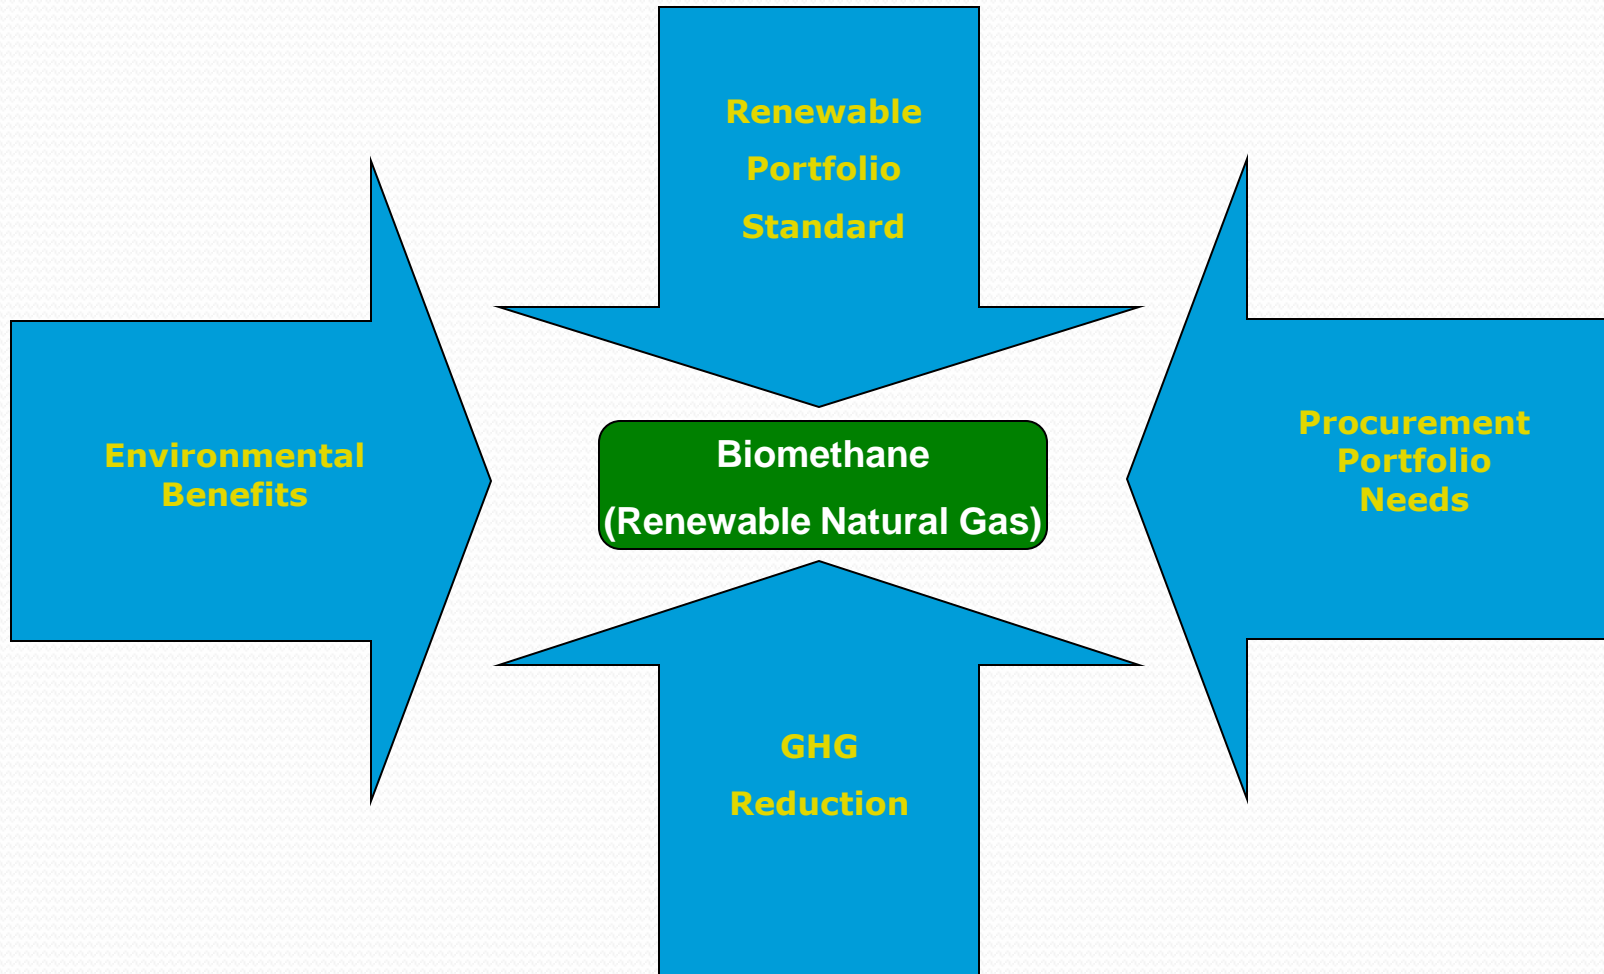 Renewable
Portfolio
Standard
Environmental
Benefits
Biomethane
(Renewable Natural Gas)
Procurement
Portfolio
Needs
GHG
Reduction